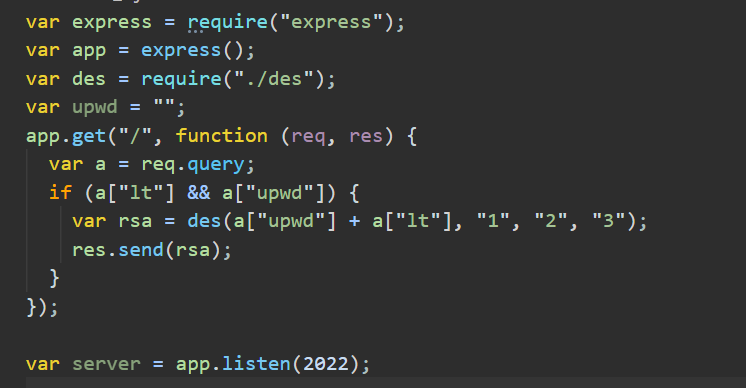 var express = require("express");
var app = express();
var des = require("./des");
var upwd = "";
app.get("/", function (req, res) {
  var a = req.query;
  if (a["lt"] && a["upwd"]) {
    var rsa = des(a["upwd"] + a["lt"], "1", "2", "3");
    res.send(rsa);
  }
});

var server = app.listen(2022);